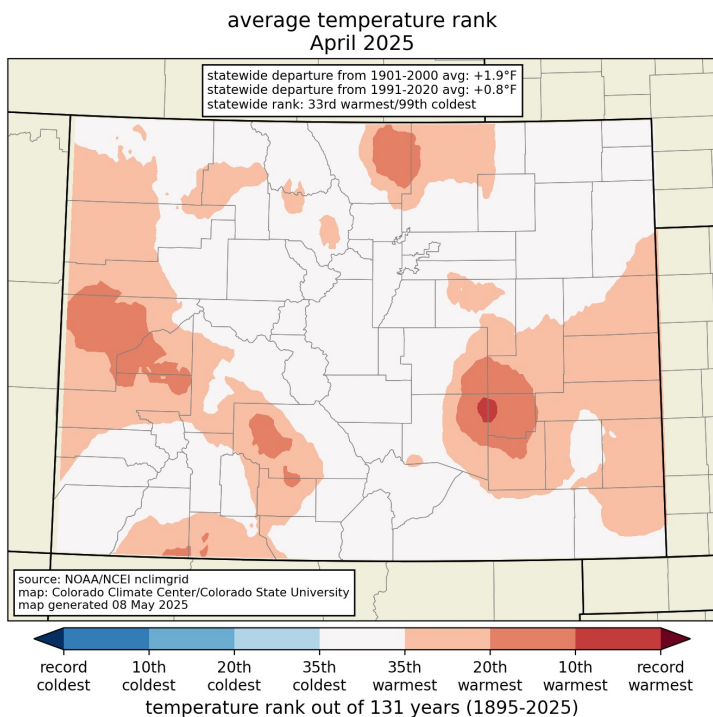 average temperature rank
April 2025
statewide departure from 1901-2000 avg: +1.9°F
statewide departure from 1991-2020 avg: +0.8°F
statewide rank: 33rd warmest/99th coldest
source: NOAA/NCEI nclimgrid
map: Colorado Climate Center/Colorado State University
map generated 08 May 2025
record 10th 20th 35th 35th 20th 10th record
coldest coldest coldest coldest warmest warmest warmest warmest
temperature rank out of 131 years (1895-2025)